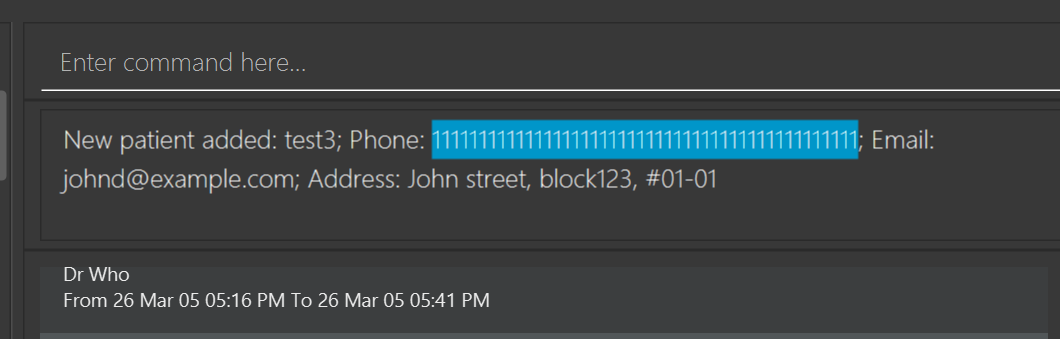 Enter command here...
New patient added: test3; Phone: ; Email:
johnd@example.com; Address: John street, block123, #01-01
Dr Who
From 26 Mar 05 05:16 PM To 26 Mar 05 05:41 PM